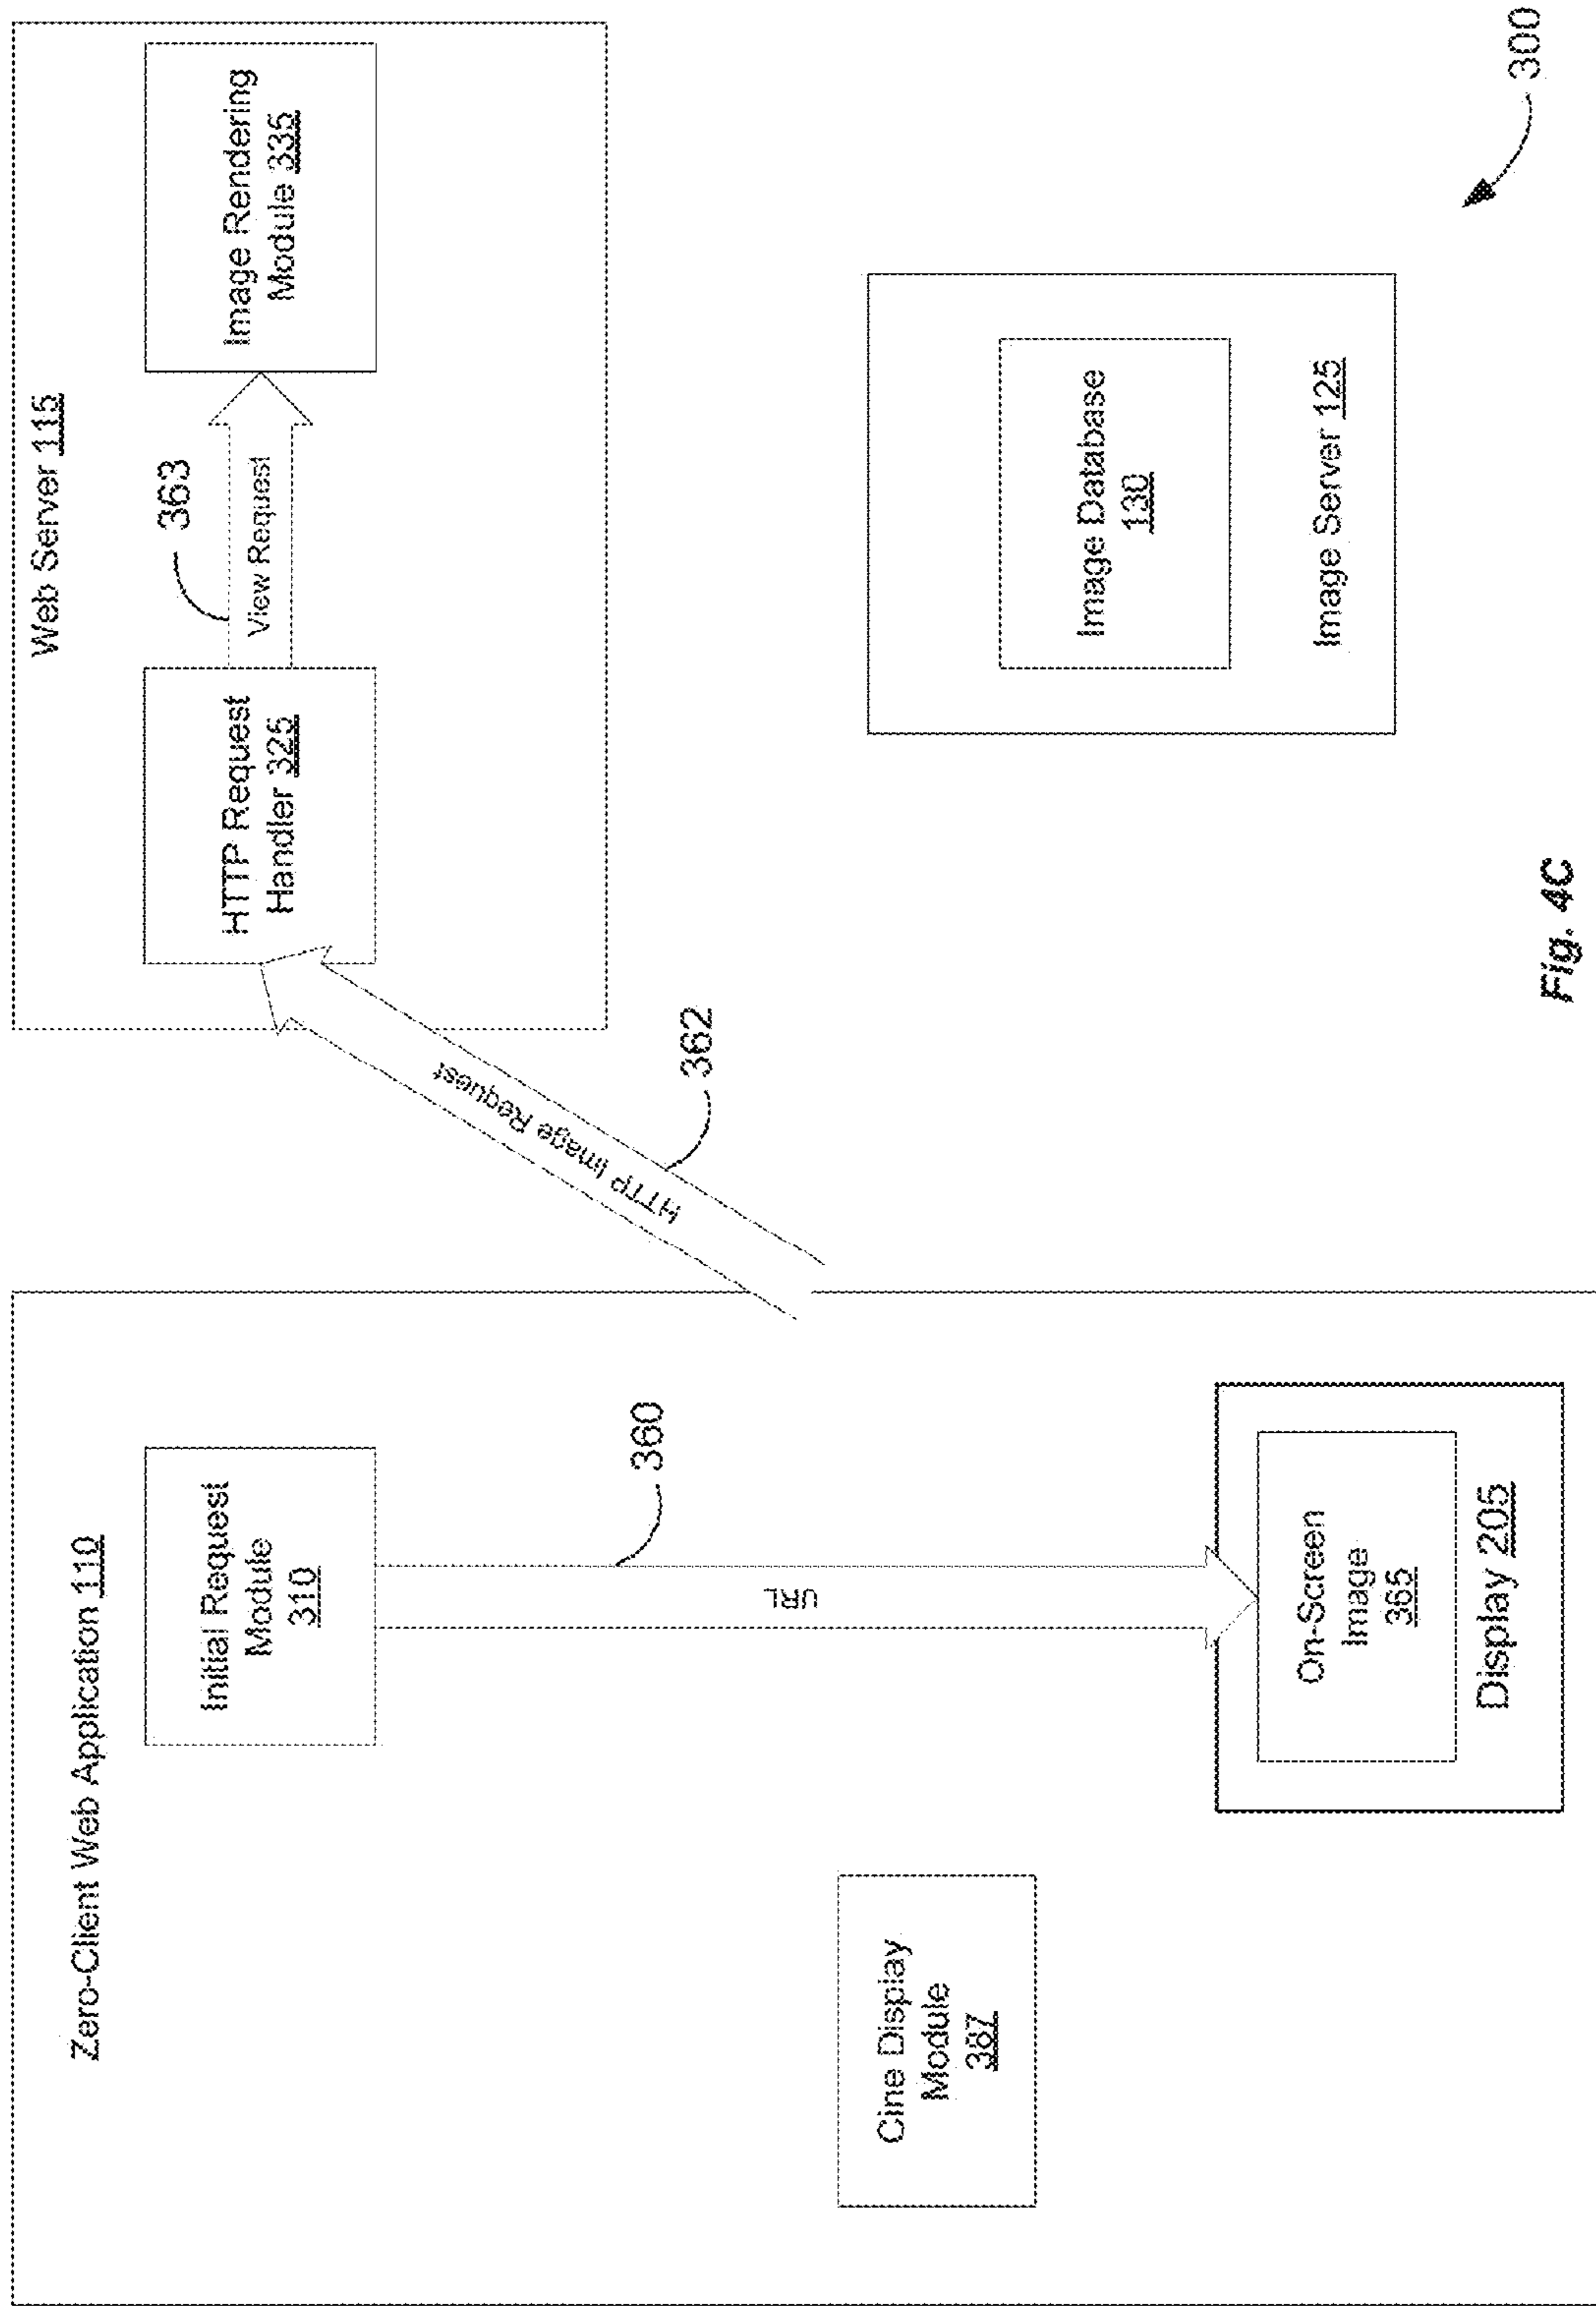 Zero-Client Web Application 110
Initial Request
Module
310
360
URL
Cine Display
Module
387
On-Screen
Image
365
Display 205
HTTP Image Request
362
Web Server 115
HTTP Request
Handler 325
363
View Request
Image Rendering
Module 335
Image Database
130
Image Server 125
300
Fig. 4C